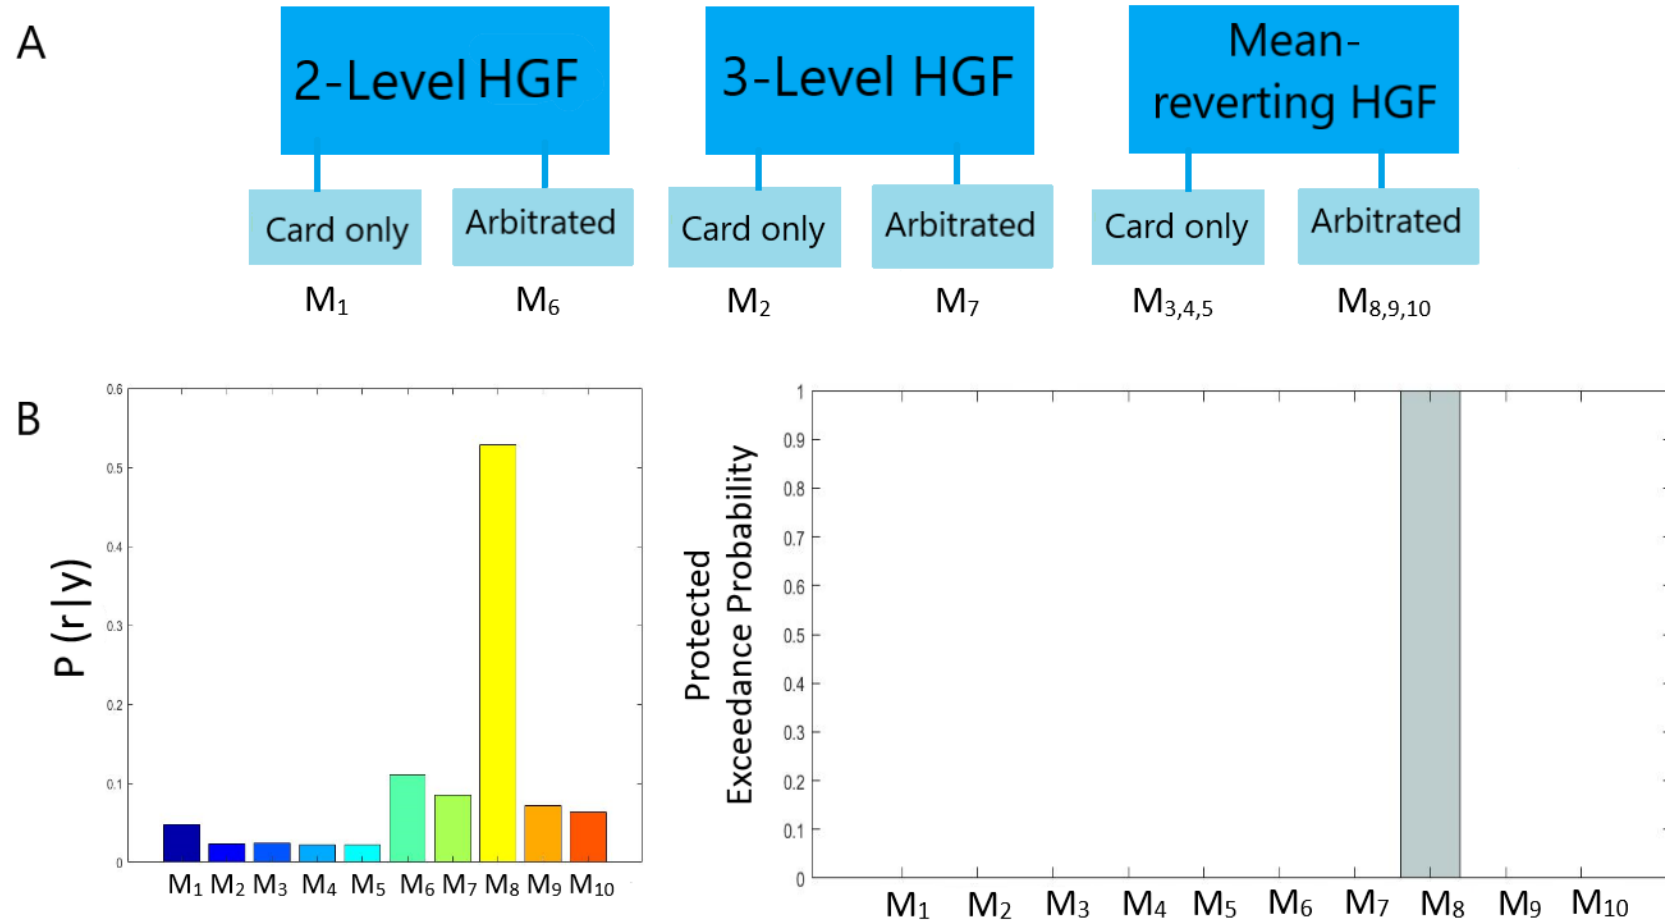 A
2-Level HGF
3-Level HGF
Mean-
reverting HGF
Card only
Arbitrated
Card only
Arbitrated
Card only
Arbitrated
M1
M6
M2
M7
M3,4,5
M8,9,10
B
P (r|y)
0.6
0.5
0.4
0.3
0.2
0.1
0
M1 M2 M3 M4 M5 M6 M7 M8 M9 M10
Protected
Exceedance Probability
1
0.9
0.8
0.7
0.6
0.5
0.4
0.3
0.2
0.1
0
M1 M2 M3 M4 M5 M6 M7 M8 M9 M10